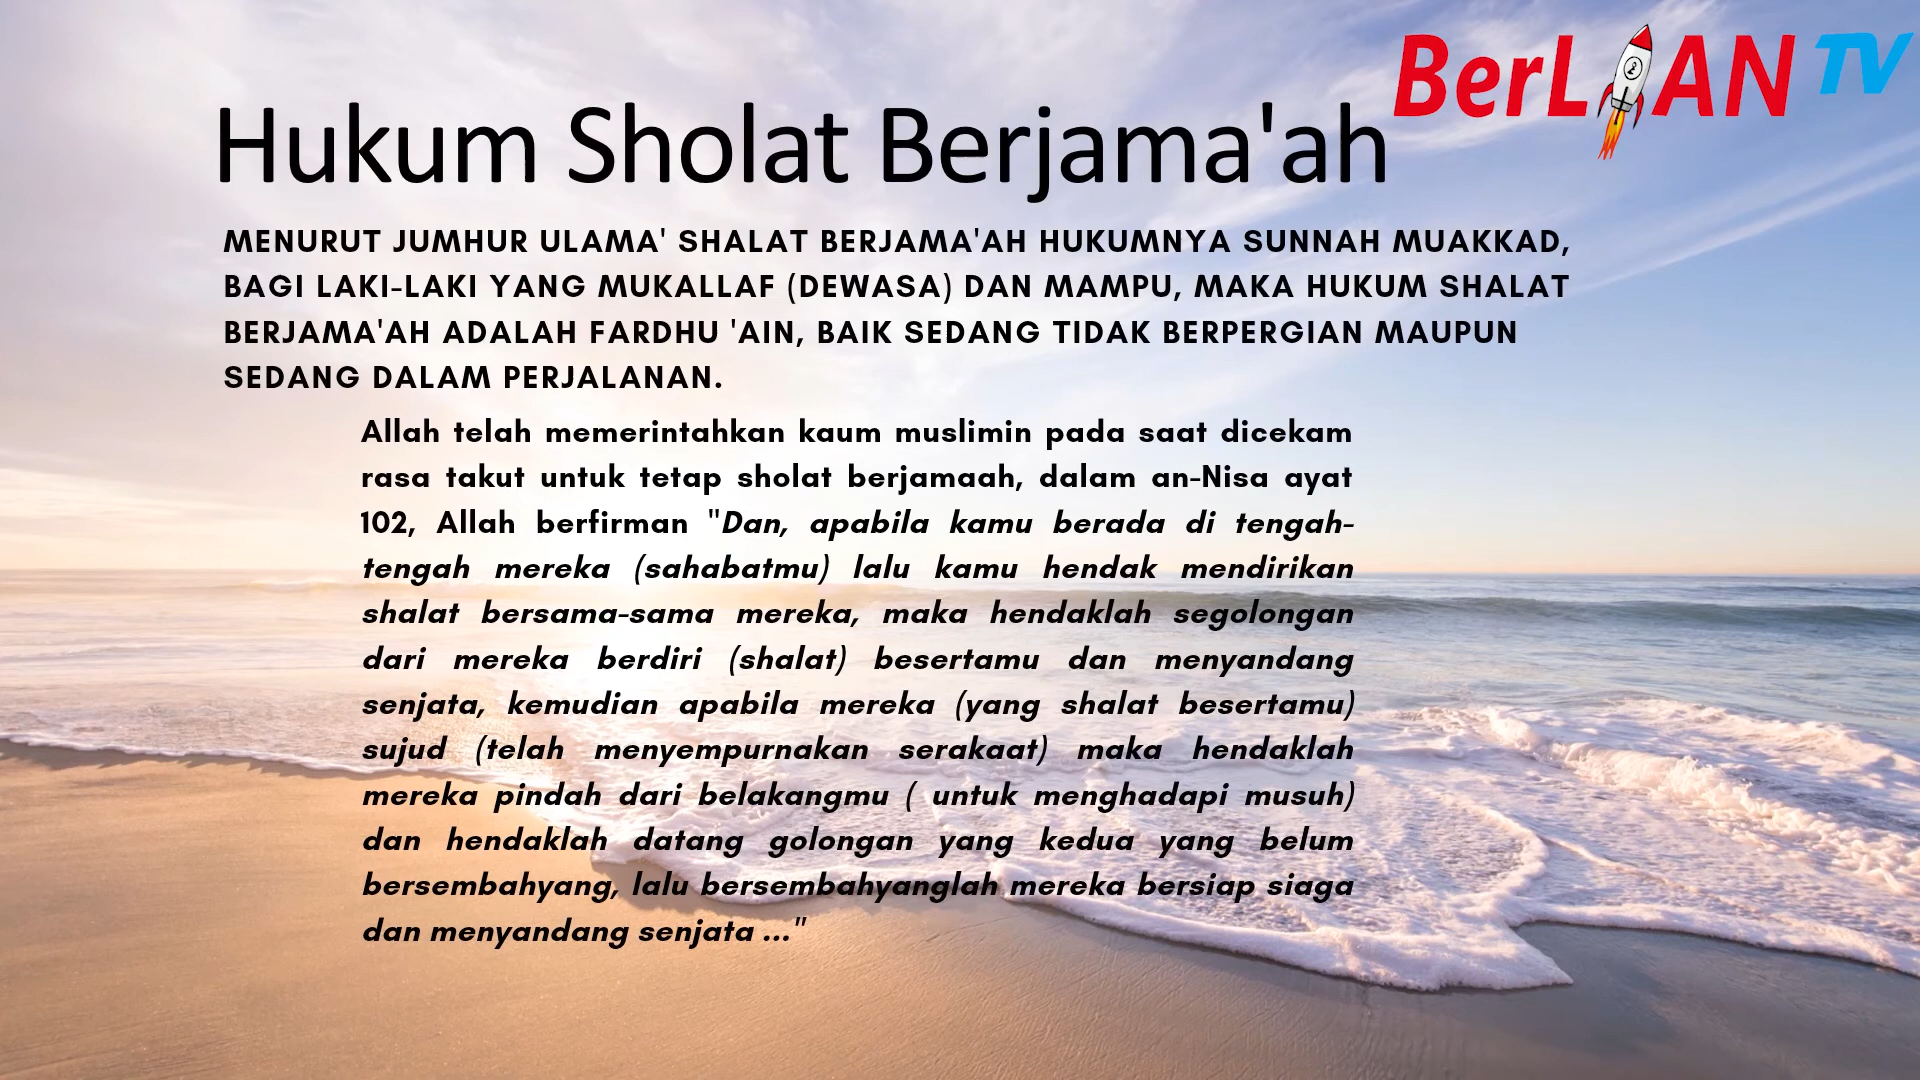 BerLiAN TV
Hukum Sholat Berjama'ah
MENURUT JUMHUR ULAMA' SHALAT BERJAMA'AH HUKUMNYA SUNNAH MUAKKAD,
BAGI LAKI-LAKI YANG MUKALLAF (DEWASA) DAN MAMPU, MAKA HUKUM SHALAT
BERJAMA'AH ADALAH FARDHU 'AIN, BAIK SEDANG TIDAK BERPERGIAN MAUPUN
SEDANG DALAM PERJALANAN.
Allah telah memerintahkan kaum muslimin pada saat dicekam
rasa takut untuk tetap sholat berjamaah, dalam an-Nisa ayat
102, Allah berfirman "Dan, apabila kamu berada di tengah-
tengah mereka (sahabatmu) lalu kamu hendak mendirikan
shalat bersama-sama mereka, maka hendaklah segolongan
dari mereka berdiri (shalat) besertamu dan menyandang
senjata, kemudian apabila mereka (yang shalat besertamu)
sujud (telah menyempurnakan serakaat) maka hendaklah
mereka pindah dari belakangmu ( untuk menghadapi musuh)
dan hendaklah datang golongan yang kedua yang belum
bersembahyang, lalu bersembahyanglah mereka bersiap siaga
dan menyandang senjata ..."